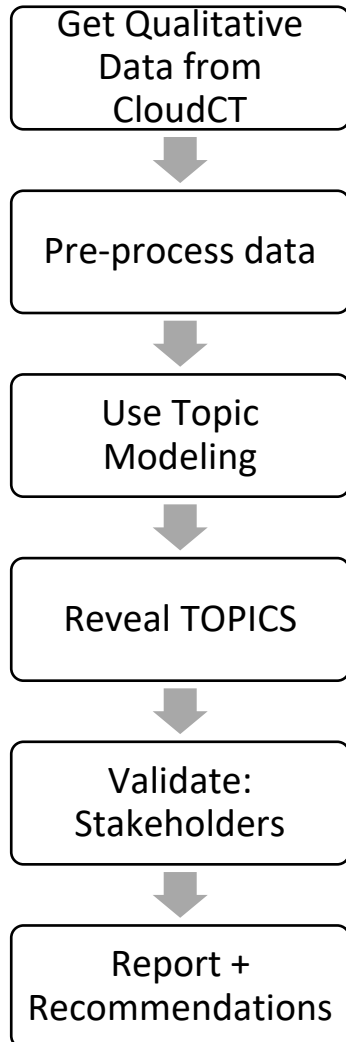 Get Qualitative
Data from
CloudCT
Pre-process data
Use Topic
Modeling
Reveal TOPICS
Validate:
Stakeholders
Report +
Recommendations